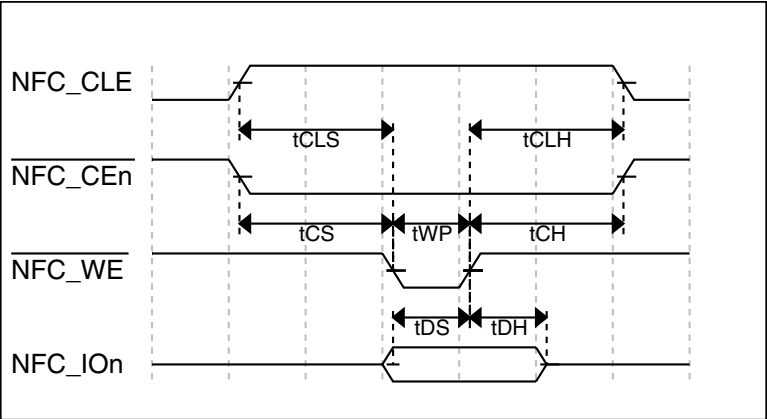 NFC_CLE
tCLS tCLH
NFC_CEn
tCS tWP tCH
NFC_WE
tDS tDH
NFC_IOn